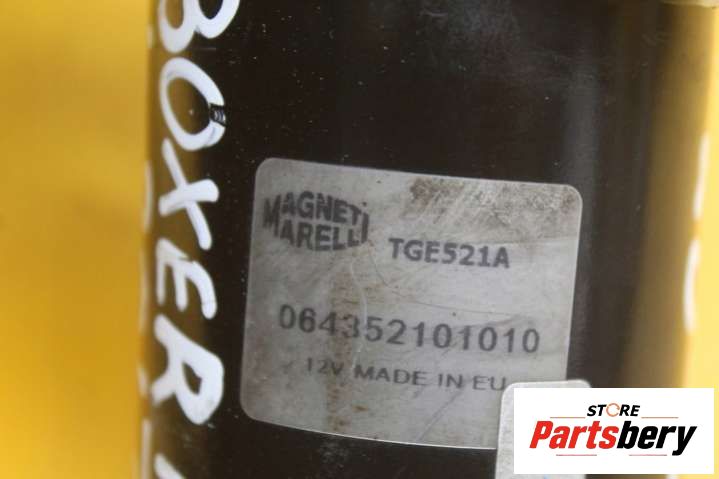 BOXER
MAGNETI
MARELLI
TGE521A
064352101010
12V MADE IN EU
STORE
Partsbery